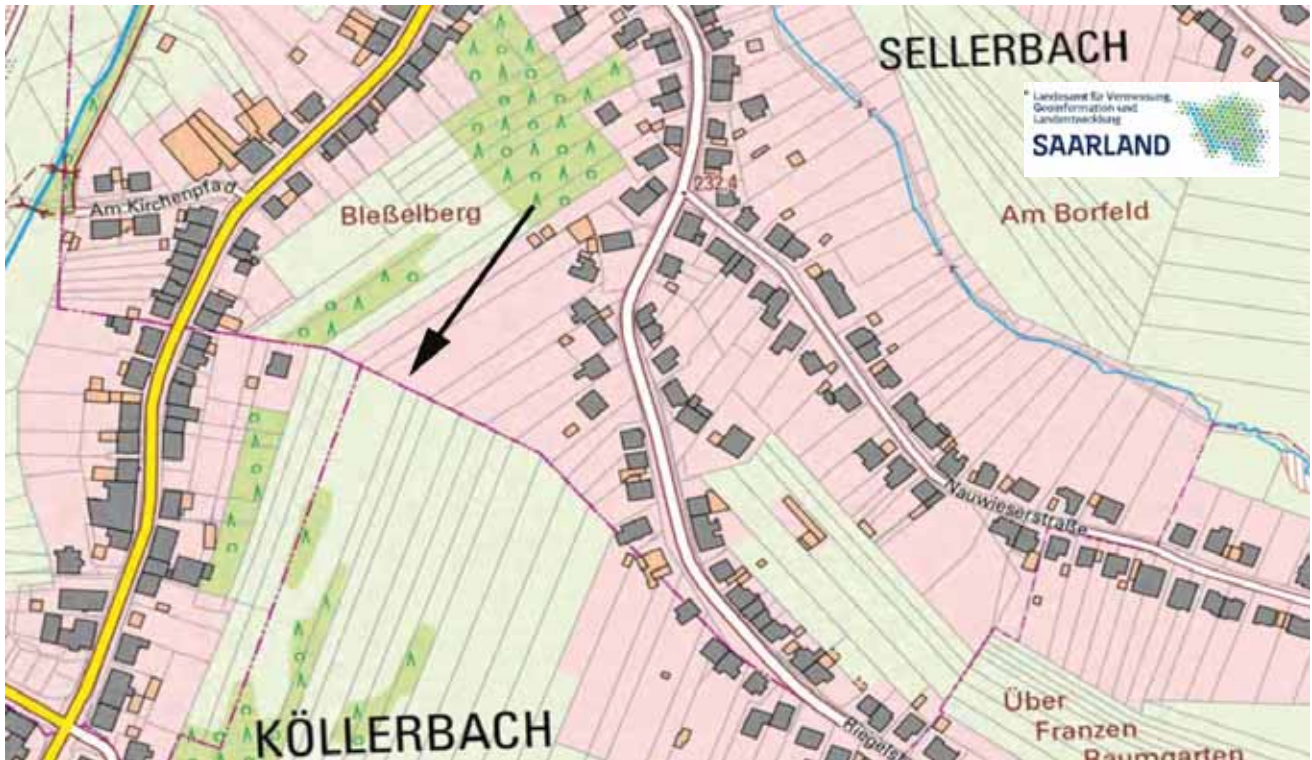 SELLERBACH
Landesamt für Vermessung,
Geoinformation und
Landentwicklung
SAARLAND
Am Kirchenpfad
Bleßelberg
232.4
Am Borfeld
Nauwieserstraße
KÖLLERBACH
Über
Franzen
Baumgarten